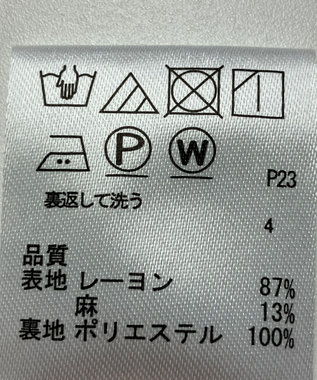 P W
P23
裏返して洗う
4
品質
表地 レーヨン 87%
麻 13%
裏地 ポリエステル 100%